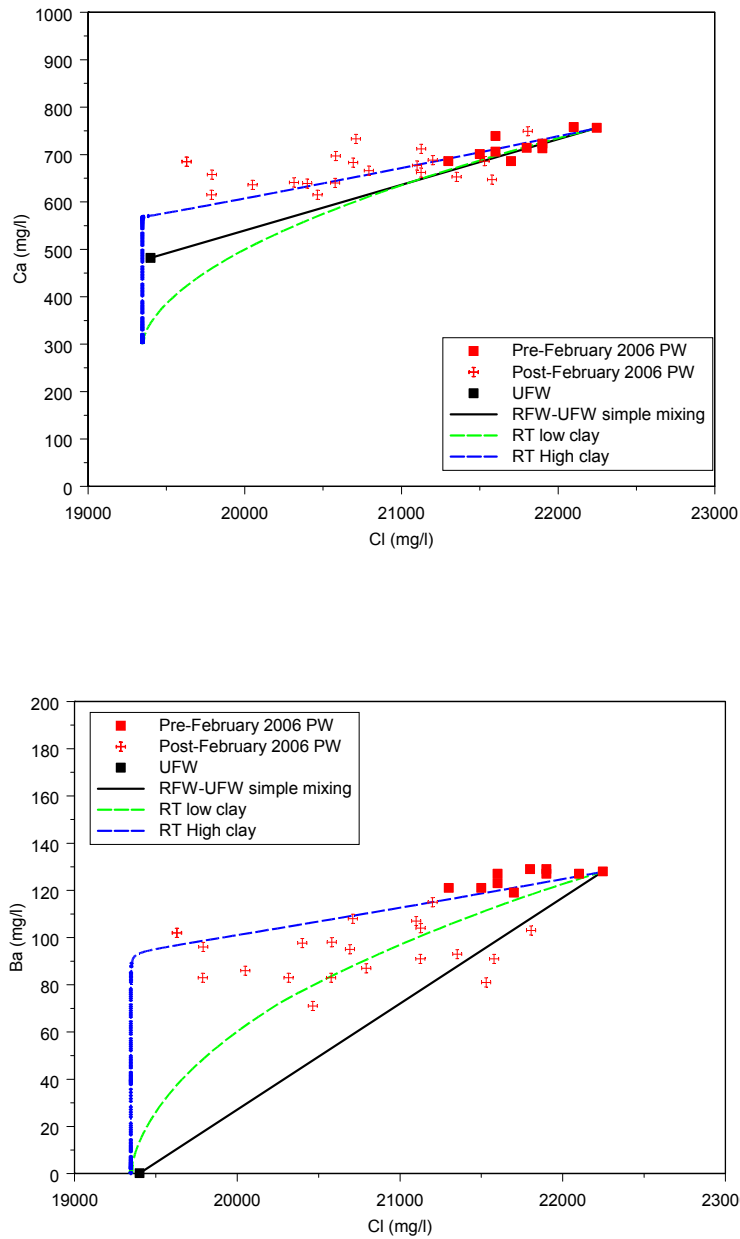 1000
900
800
700
600
500
400
300
200
100
0
Ca (mg/l)
Pre-February 2006 PW
Post-February 2006 PW
UFW
RFW-UFW simple mixing
RT low clay
RT High clay
19000 20000 21000 22000 23000
Cl (mg/l)
200
180
160
140
120
100
80
60
40
20
0
Ba (mg/l)
Pre-February 2006 PW
Post-February 2006 PW
UFW
RFW-UFW simple mixing
RT low clay
RT High clay
19000 20000 21000 22000 2300
Cl (mg/l)